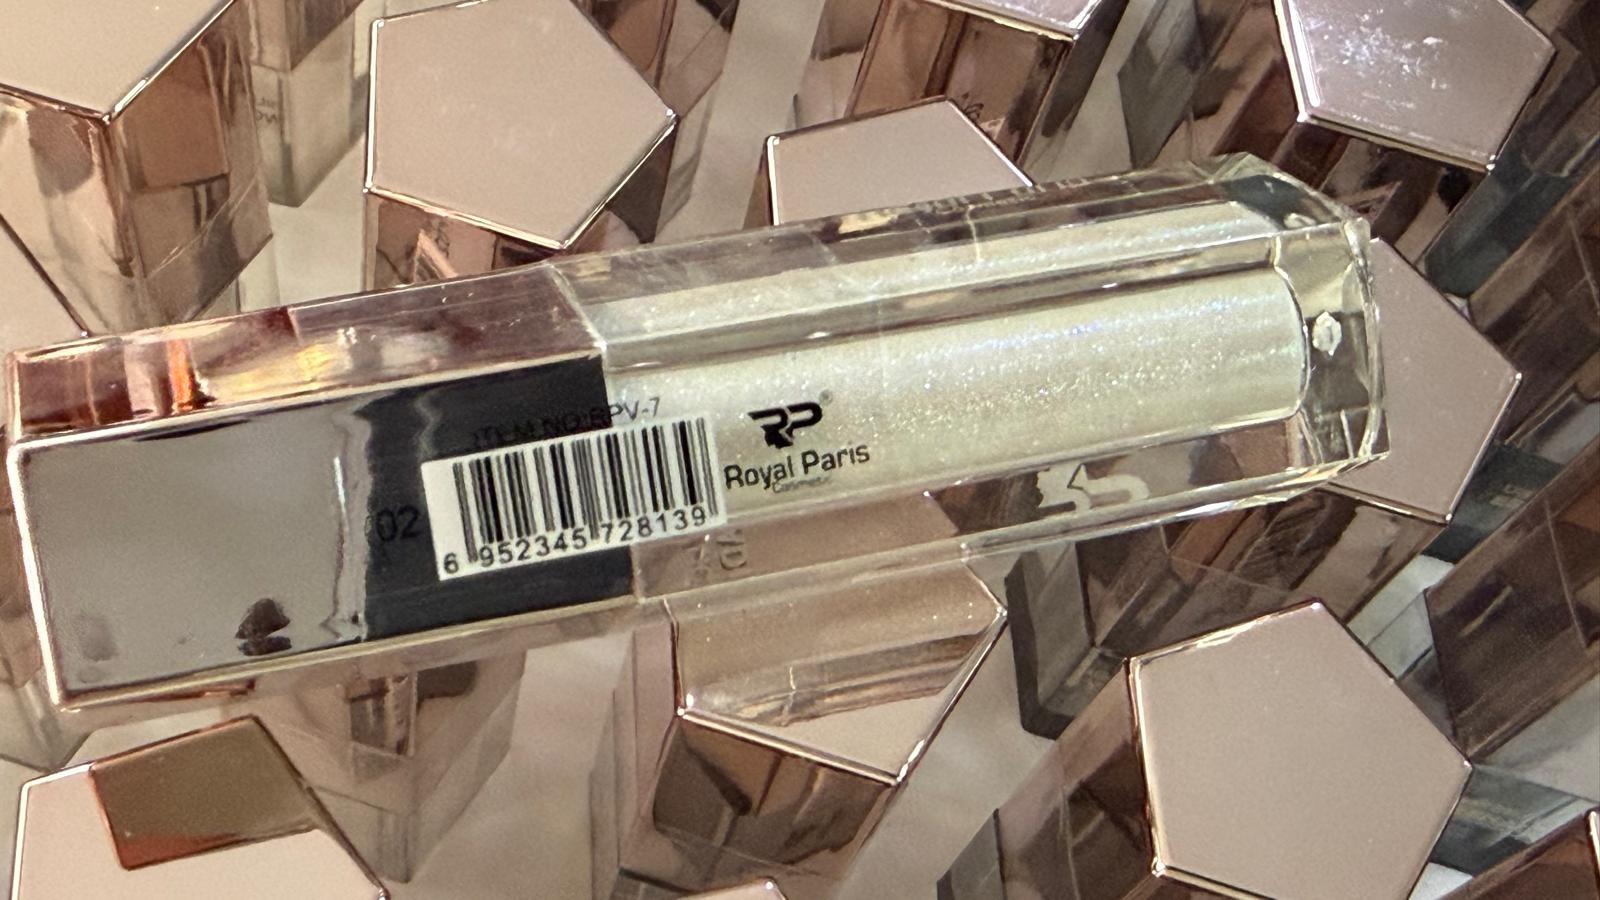 ITEM NO:RPV-7
02
6 952345 728139
RP®
Royal Paris
Cosmetic